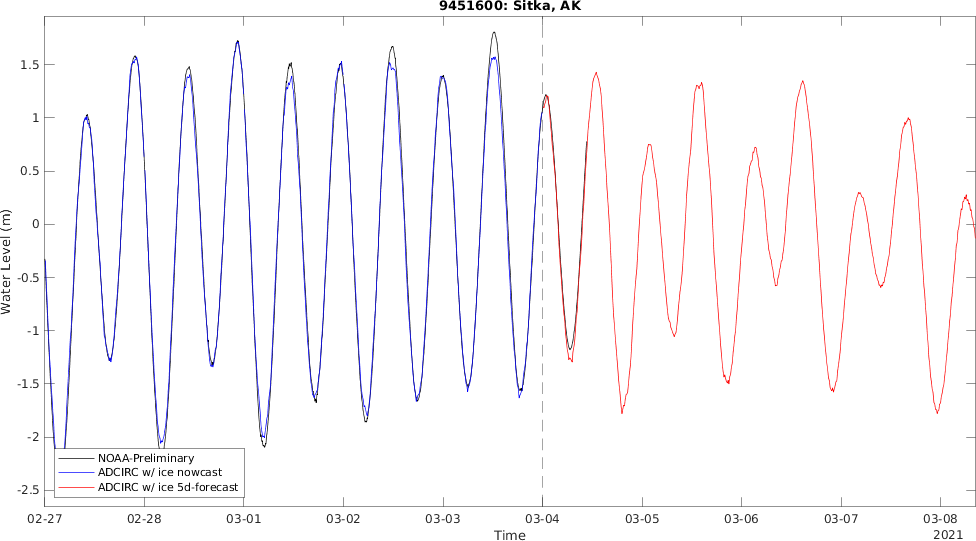 9451600: Sitka, AK
Water Level (m)
1.5
1
0.5
0
-0.5
-1
-1.5
-2
-2.5
NOAA-Preliminary
ADCIRC w/ ice nowcast
ADCIRC w/ ice 5d-forecast
02-27 02-28 03-01 03-02 03-03 03-04 03-05 03-06 03-07 03-08
2021
Time